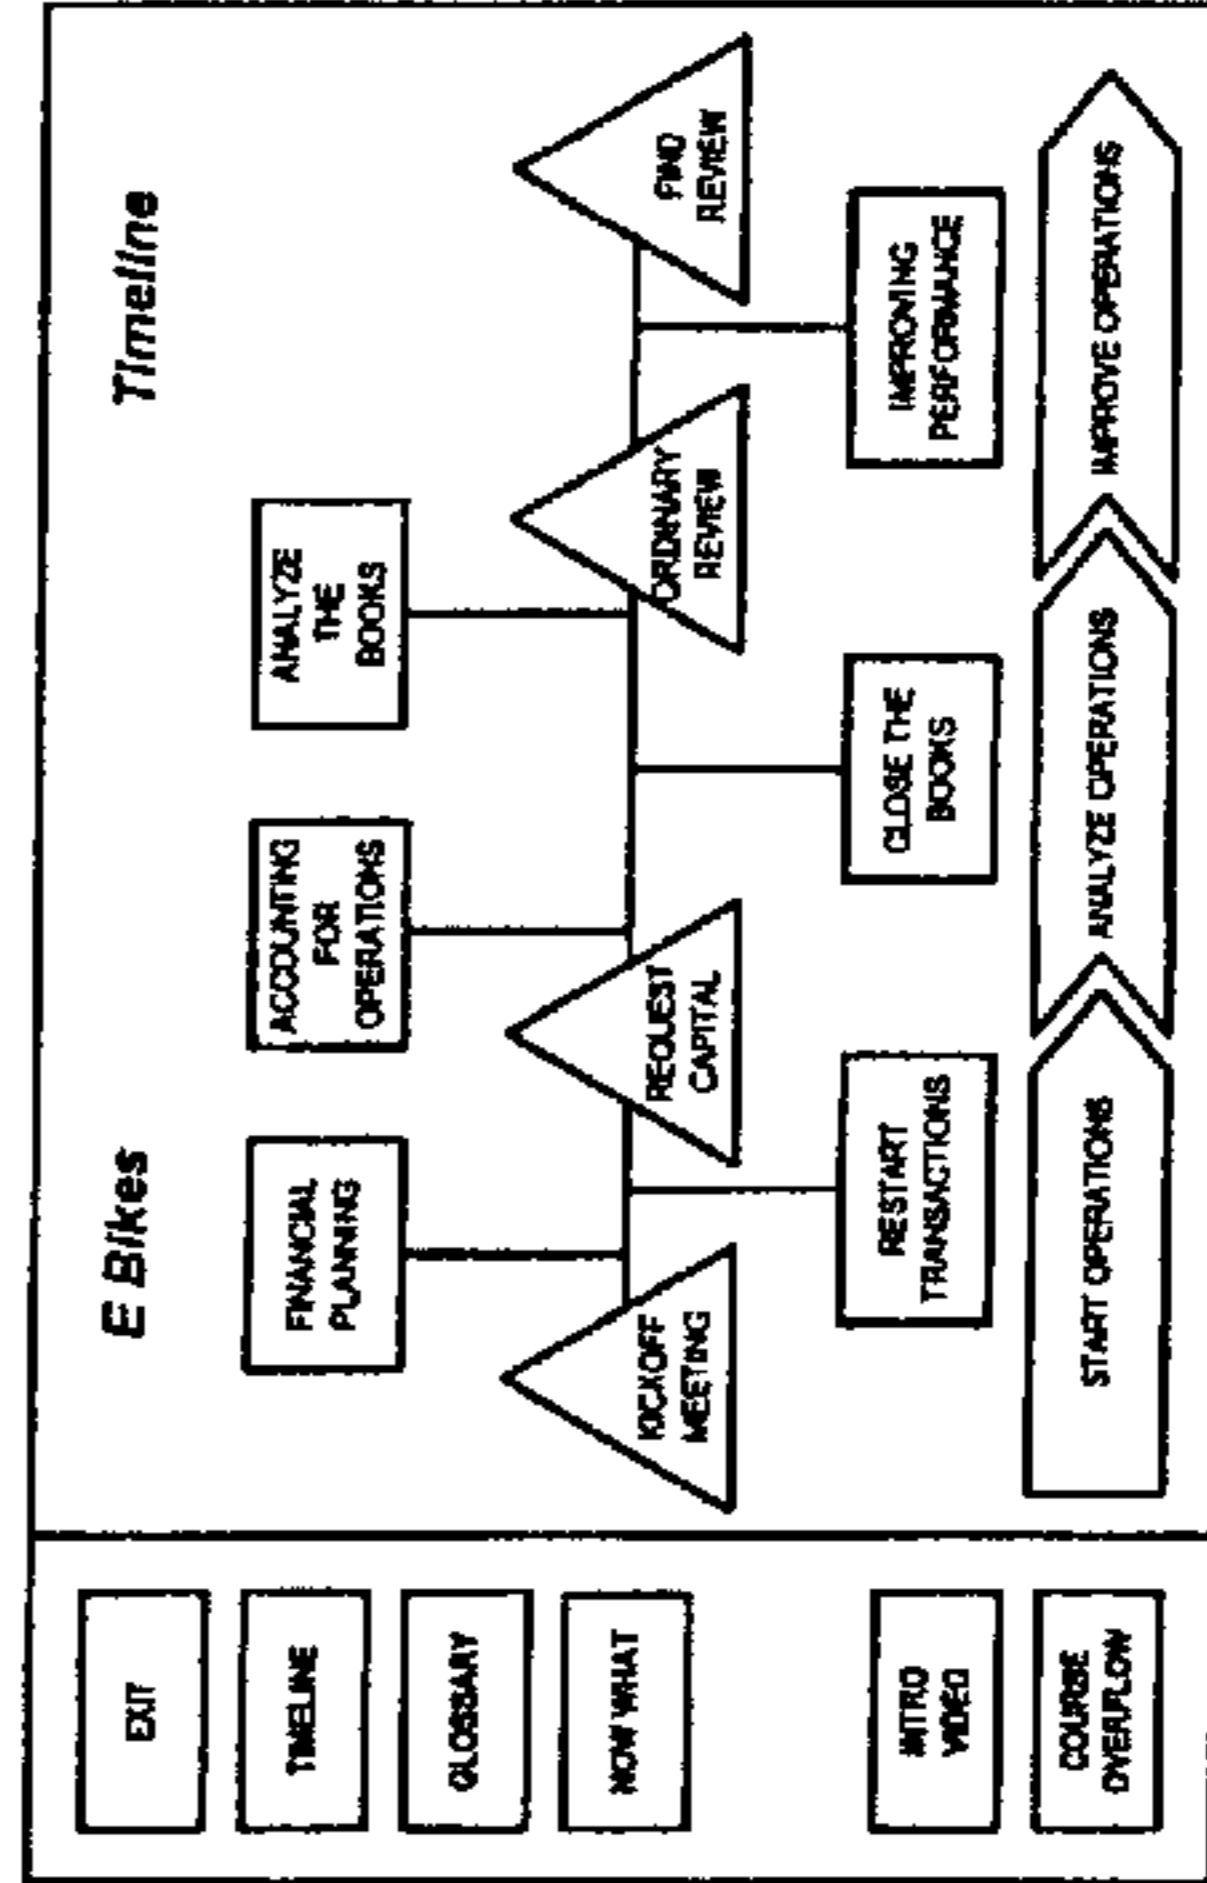 E Bikes
Timeline
EXIT
TIMELINE
GLOSSARY
NOW WHAT
INTRO
VIDEO
COURSE
OVERFLOW
FINANCIAL
PLANNING
ACCOUNTING
FOR
OPERATIONS
ANALYZE
THE
BOOKS
KICKOFF
MEETING
REQUEST
CAPITAL
ORDINARY
REVIEW
FIND
REVIEW
RESTART
TRANSACTIONS
CLOSE THE
BOOKS
IMPROVING
PERFORMANCE
START OPERATIONS
ANALYZE OPERATIONS
IMPROVE OPERATIONS